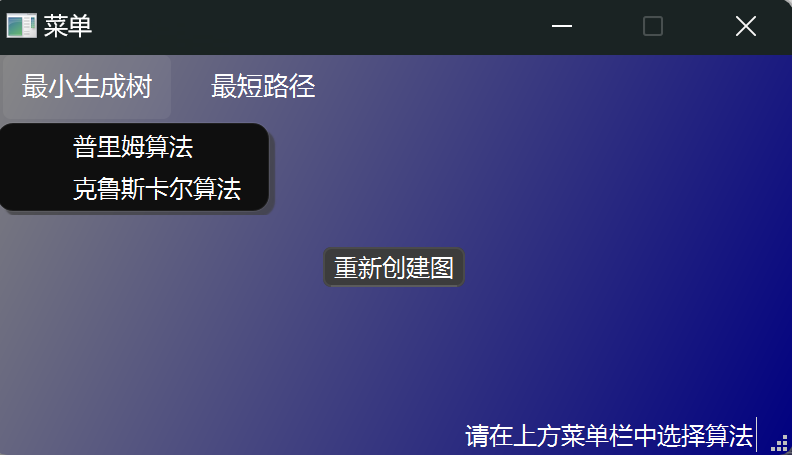 菜单
最小生成树 最短路径
普里姆算法
克鲁斯卡尔算法
重新创建图
请在上方菜单栏中选择算法